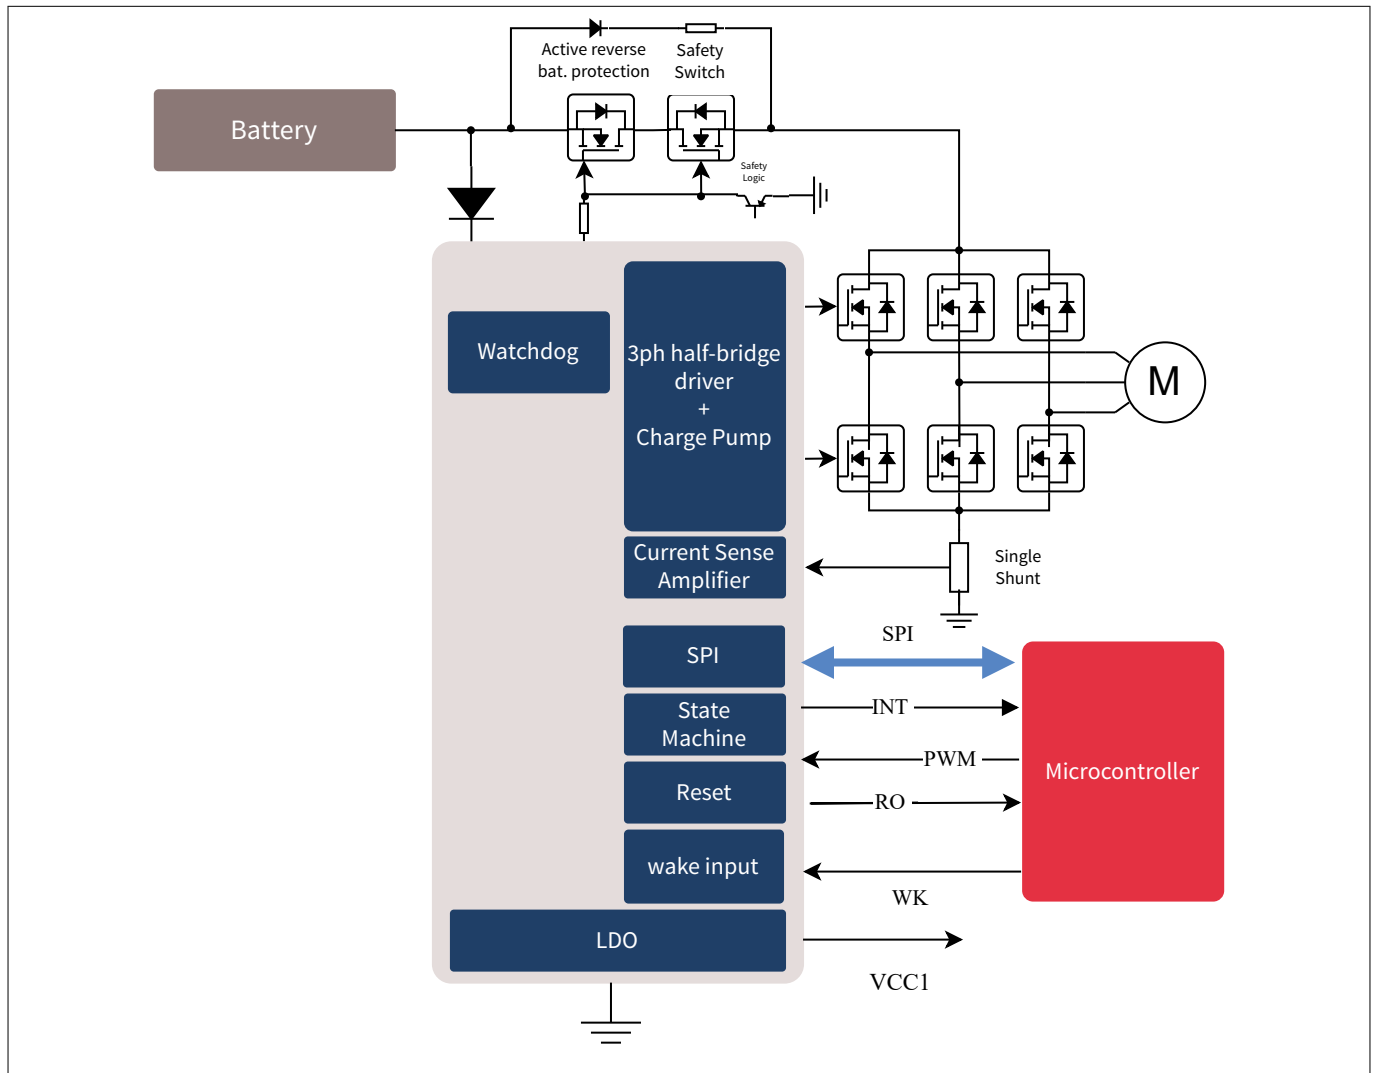 Active reverse
bat. protection
Safety
Switch
Battery
Safety
Logic
Watchdog
3ph half-bridge
driver
+
Charge Pump
M
Current Sense
Amplifier
Single
Shunt
SPI
SPI
State
Machine
INT
PWM
Microcontroller
Reset
RO
wake input
WK
LDO
VCC1